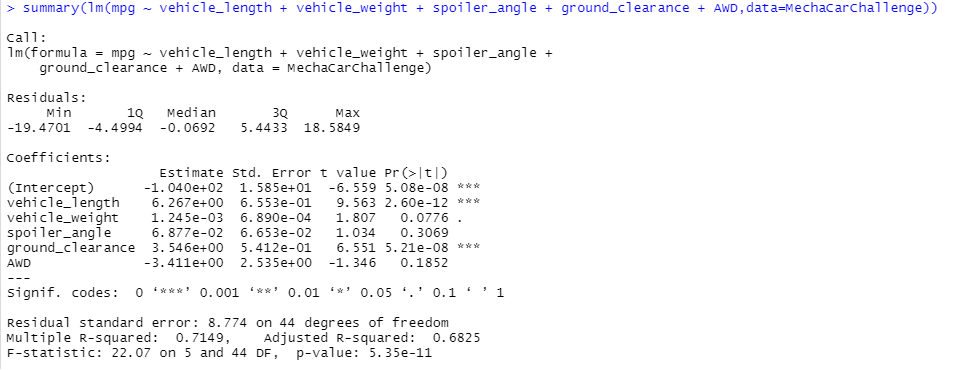 > summary(lm(mpg ~ vehicle_length + vehicle_weight + spoiler_angle + ground_clearance + AWD,data=MechaCarChallenge))
Call:
lm(formula = mpg ~ vehicle_length + vehicle_weight + spoiler_angle +
    ground_clearance + AWD, data = MechaCarChallenge)
Residuals:
     Min       1Q   Median       3Q      Max
-19.4701  -4.4994  -0.0692   5.4433  18.5849
Coefficients:
                   Estimate Std. Error t value Pr(>|t|)
(Intercept)      -1.040e+02  1.585e+01  -6.559 5.08e-08 ***
vehicle_length    6.267e+00  6.553e-01   9.563 2.60e-12 ***
vehicle_weight    1.245e-03  6.890e-04   1.807   0.0776 .
spoiler_angle     6.877e-02  6.653e-02   1.034   0.3069
ground_clearance  3.546e+00  5.412e-01   6.551 5.21e-08 ***
AWD              -3.411e+00  2.535e+00  -1.346   0.1852
---
Signif. codes:  0 ‘***’ 0.001 ‘**’ 0.01 ‘*’ 0.05 ‘.’ 0.1 ‘ ’ 1
Residual standard error: 8.774 on 44 degrees of freedom
Multiple R-squared:  0.7149,    Adjusted R-squared:  0.6825
F-statistic: 22.07 on 5 and 44 DF,  p-value: 5.35e-11